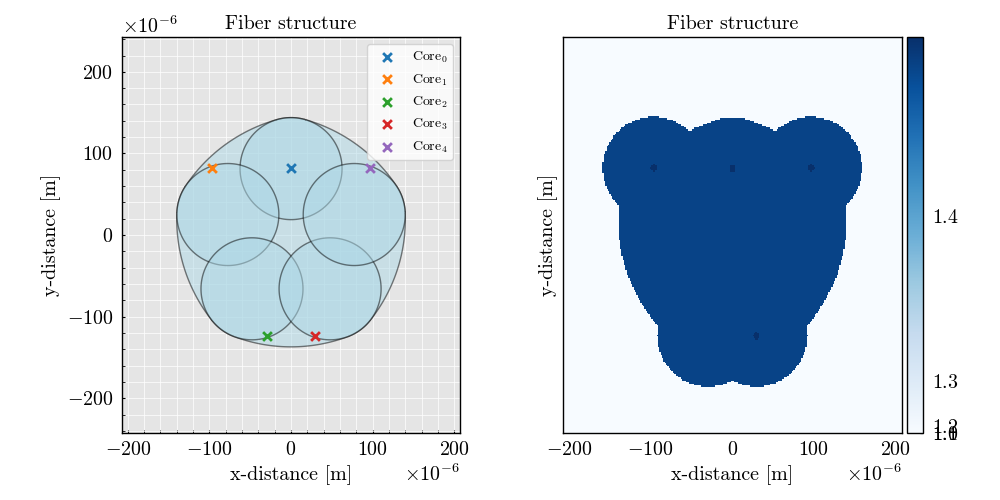 Fiber structure
×10⁻⁶
Core₀
Core₁
Core₂
Core₃
Core₄
200
100
0
−100
−200
y-distance [m]
−200 −100 0 100 200
x-distance [m]
×10⁻⁶
Fiber structure
y-distance [m]
−200 −100 0 100 200
x-distance [m]
×10⁻⁶
1.4
1.3
1.2